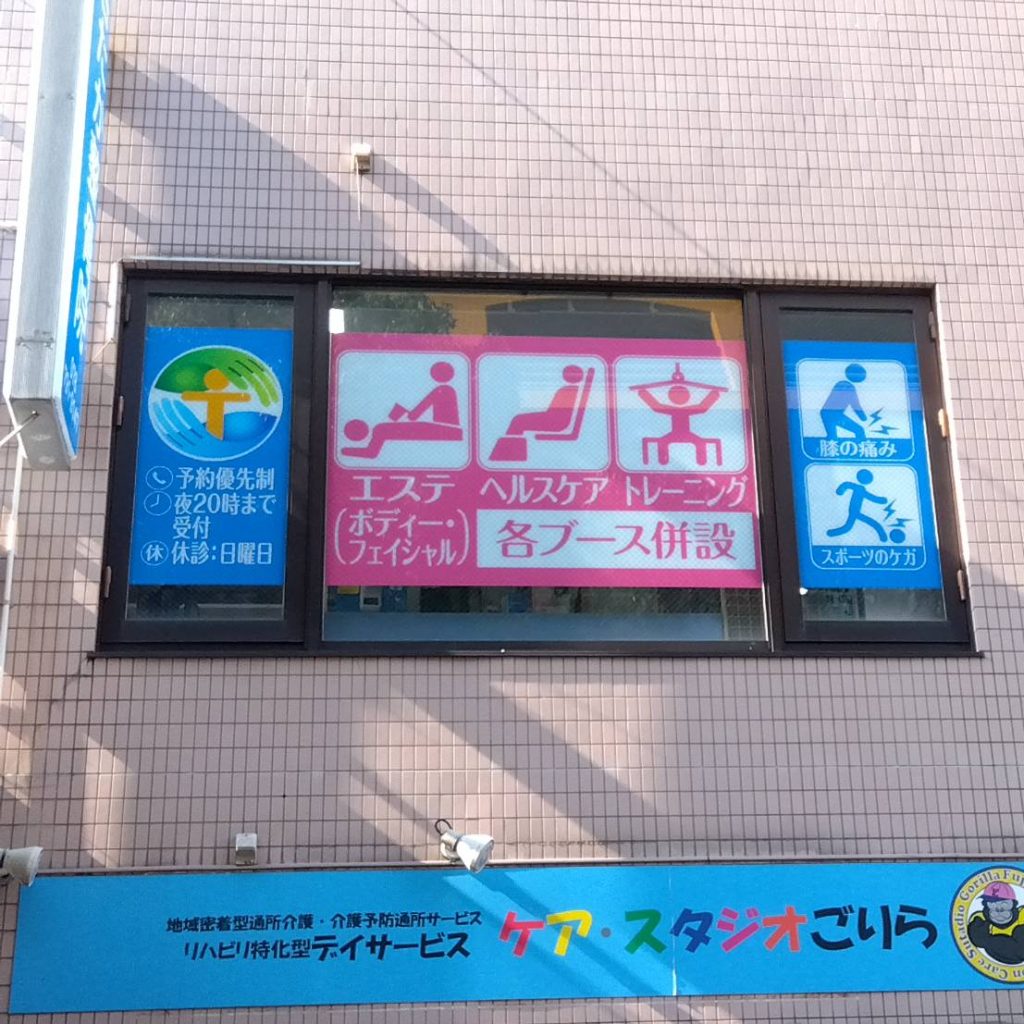 予約優先制
夜20時まで
受付
休 休診:日曜日
エステ
(ボディー・
フェイシャル)
ヘルスケア
トレーニング
各ブース併設
膝の痛み
スポーツのケガ
地域密着型通所介護・介護予防通所サービス
リハビリ特化型デイサービス
ケア・スタジオごりら
Gorilla
Care Sutadio